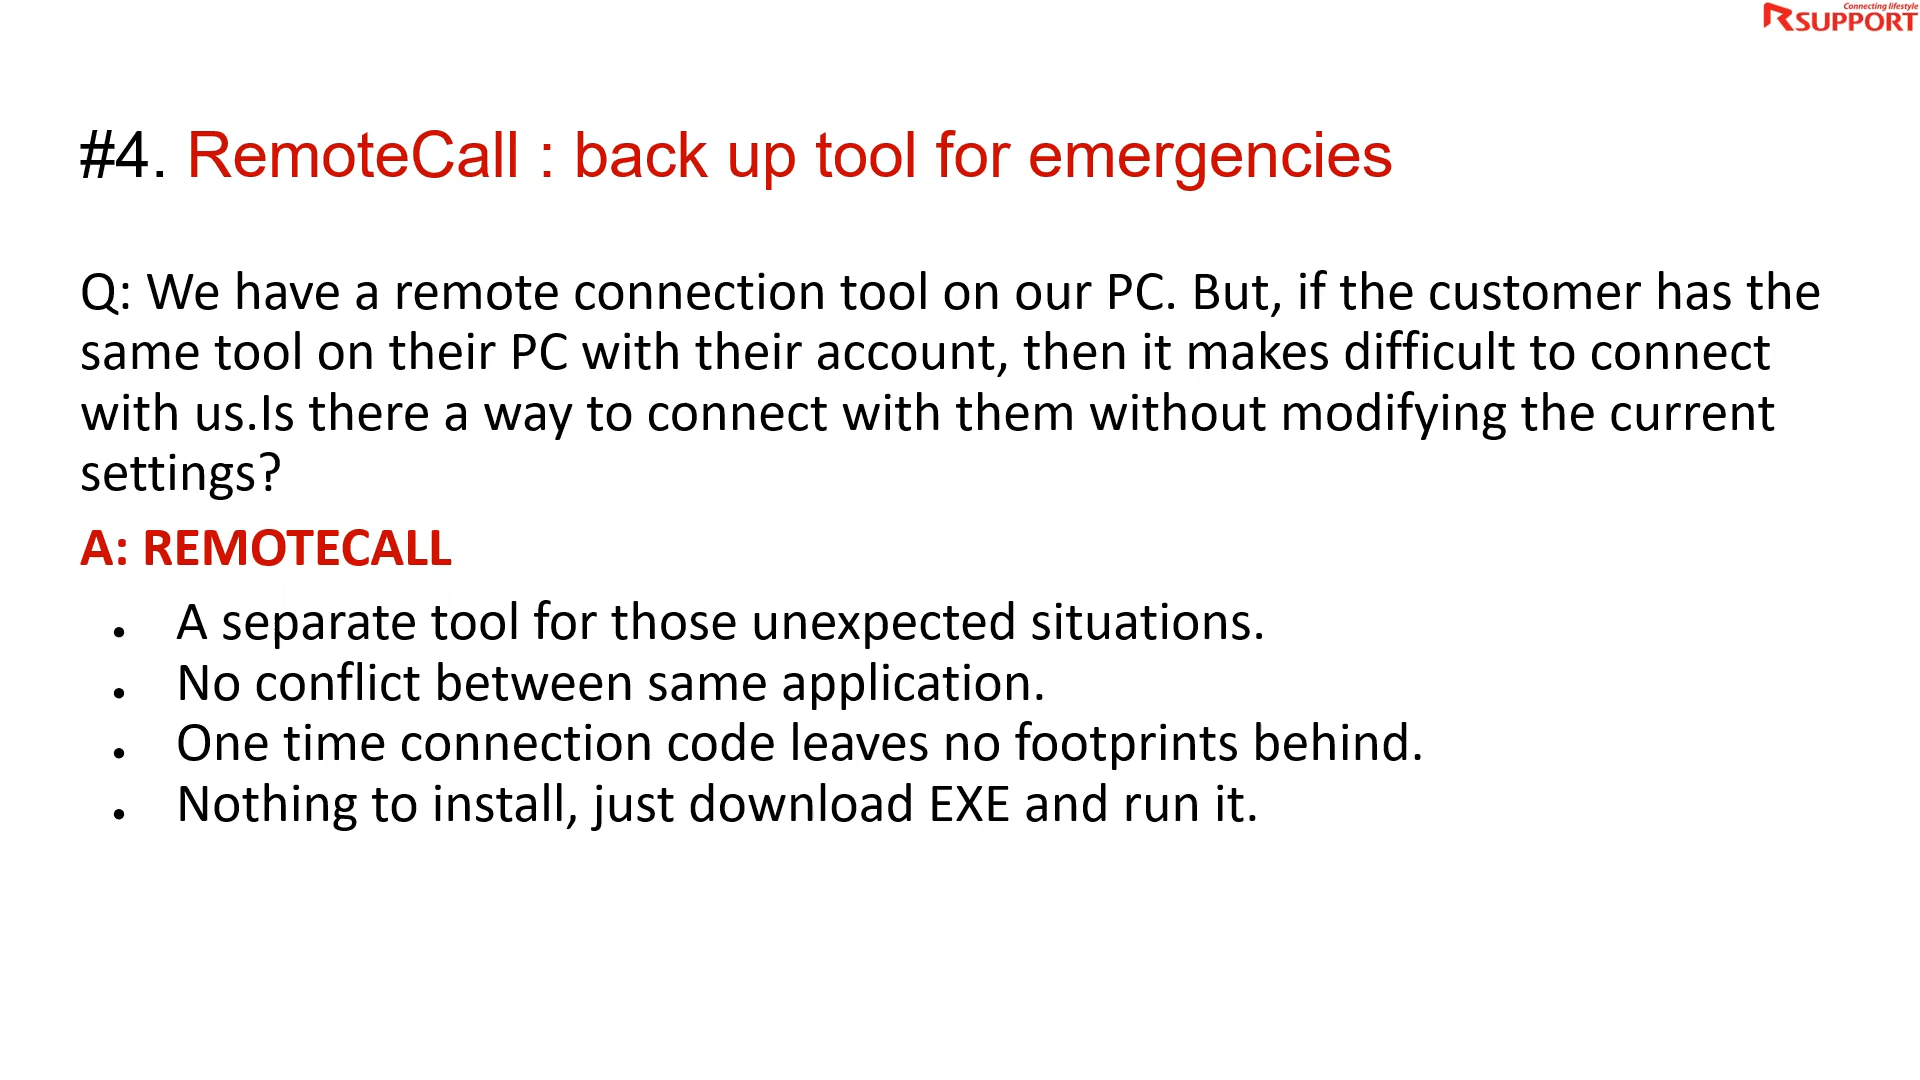 Connecting lifestyle
RSUPPORT
#4. RemoteCall : back up tool for emergencies
Q: We have a remote connection tool on our PC. But, if the customer has the
same tool on their PC with their account, then it makes difficult to connect
with us.Is there a way to connect with them without modifying the current
settings?
A: REMOTECALL
• A separate tool for those unexpected situations.
• No conflict between same application.
• One time connection code leaves no footprints behind.
• Nothing to install, just download EXE and run it.